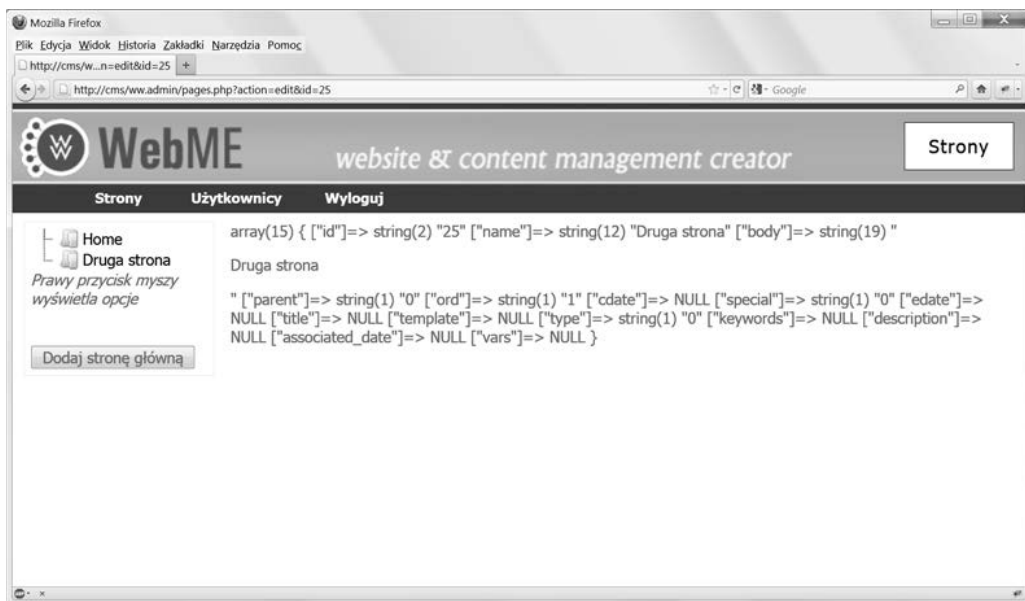 Mozilla Firefox
Plik Edycja Widok Historia Zakładki Narzędzia Pomoc
http://cms/w...n=edit&id=25 +
http://cms/ww.admin/pages.php?action=edit&id=25 Google
WebME website & content management creator Strony
Strony Użytkownicy Wyloguj
Home
Druga strona
Prawy przycisk myszy
wyświetla opcje
Dodaj stronę główną
array(15) { ["id"]=> string(2) "25" ["name"]=> string(12) "Druga strona" ["body"]=> string(19) "
Druga strona
" ["parent"]=> string(1) "0" ["ord"]=> string(1) "1" ["cdate"]=> NULL ["special"]=> string(1) "0" ["edate"]=>
NULL ["title"]=> NULL ["template"]=> NULL ["type"]=> string(1) "0" ["keywords"]=> NULL ["description"]=>
NULL ["associated_date"]=> NULL ["vars"]=> NULL }